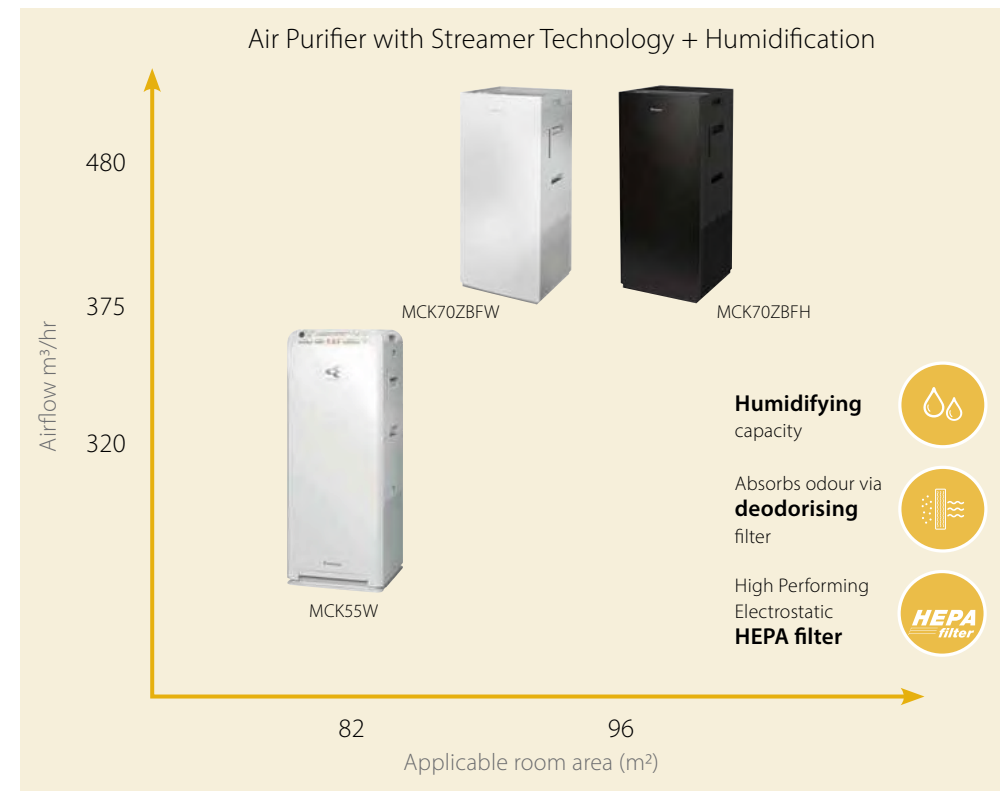 Air Purifier with Streamer Technology + Humidification
480
375
320
Airflow m³/hr
MCK70ZBFW
MCK70ZBFH
MCK55W
Humidifying
capacity
Absorbs odour via
deodorising
filter
High Performing
Electrostatic
HEPA filter
HEPA
filter
82
96
Applicable room area (m²)